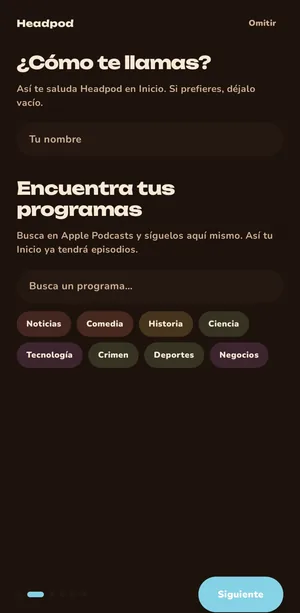 Headpod
Omitir
¿Cómo te llamas?
Así te saluda Headpod en Inicio. Si prefieres, déjalo
vacío.
Tu nombre
Encuentra tus
programas
Busca en Apple Podcasts y síguelos aquí mismo. Así tu
Inicio ya tendrá episodios.
Busca un programa...
Noticias
Comedia
Historia
Ciencia
Tecnología
Crimen
Deportes
Negocios
Siguiente